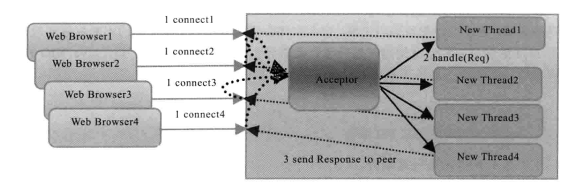 Web Browser1
Web Browser2
Web Browser3
Web Browser4
1 connect1
1 connect2
1 connect3
1 connect4
Acceptor
New Thread1
2 handle(Req)
New Thread2
New Thread3
New Thread4
3 send Response to peer